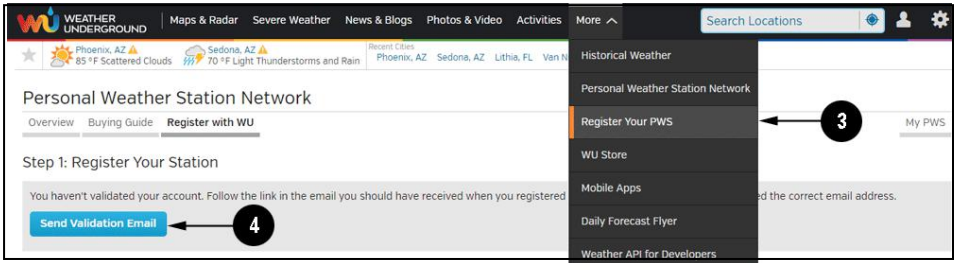 WEATHER
UNDERGROUND
Maps & Radar Severe Weather News & Blogs Photos & Video Activities More
Search Locations
Phoenix, AZ
85 °F Scattered Clouds
Sedona, AZ
70 °F Light Thunderstorms and Rain
Recent Cities
Phoenix, AZ Sedona, AZ Lithia, FL Van N
Historical Weather
Personal Weather Station Network
Register Your PWS
WU Store
Mobile Apps
Daily Forecast Flyer
Weather API for Developers
3
Personal Weather Station Network
Overview Buying Guide Register with WU
My PWS
Step 1: Register Your Station
You haven't validated your account. Follow the link in the email you should have received when you registered
ed the correct email address.
Send Validation Email
4